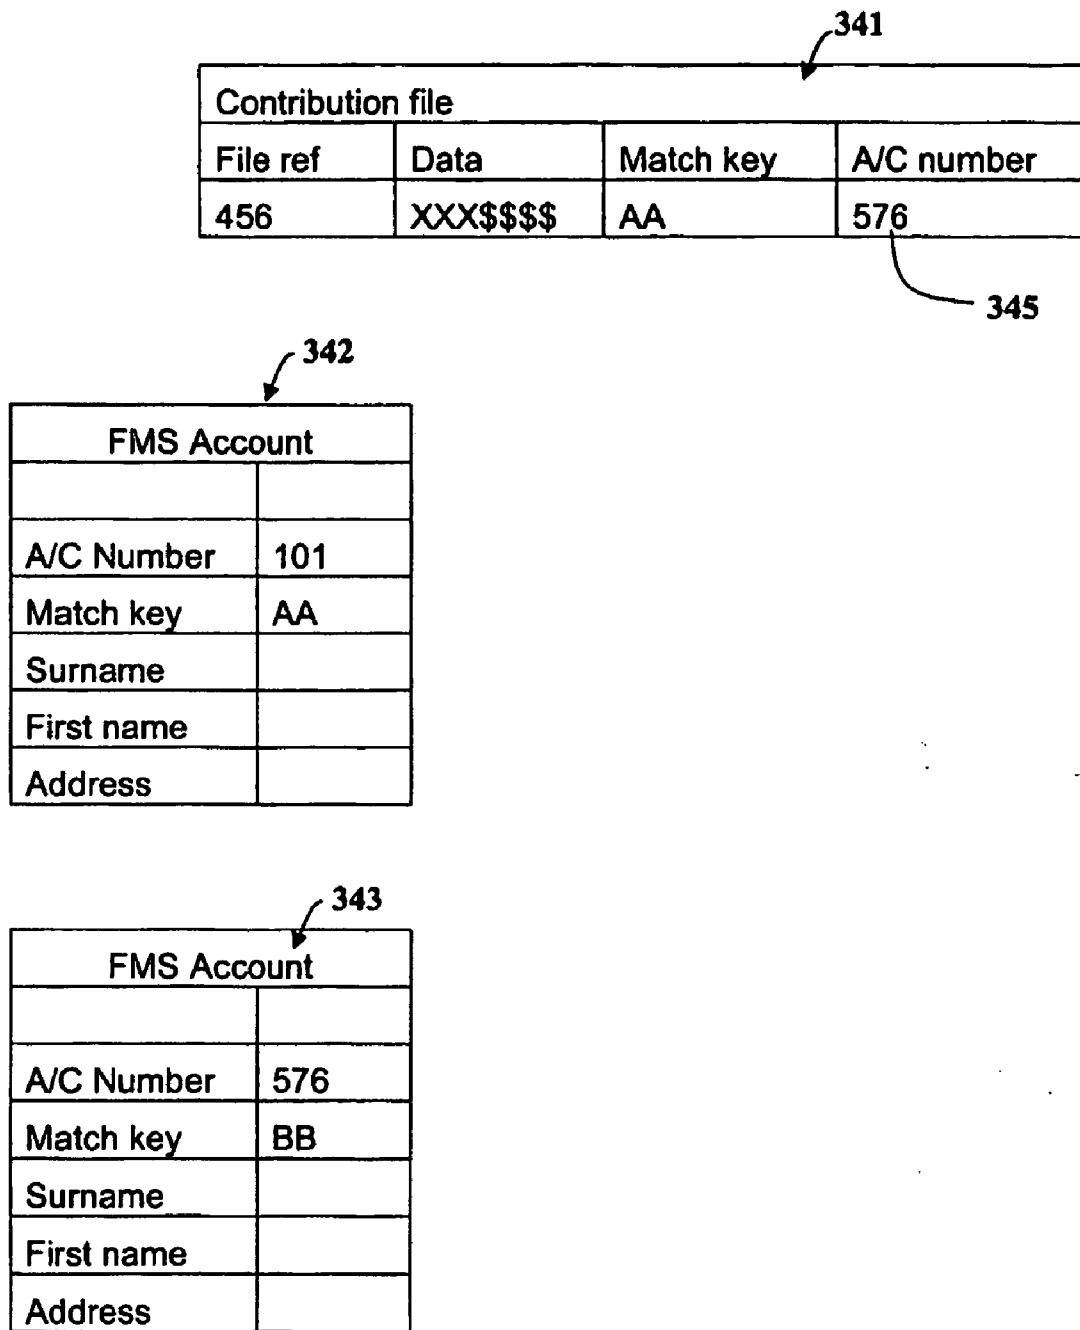 341
Contribution file
File ref Data Match key A/C number
456 XXX$$$$ AA 576
345
342
FMS Account
A/C Number 101
Match key AA
Surname
First name
Address
343
FMS Account
A/C Number 576
Match key BB
Surname
First name
Address